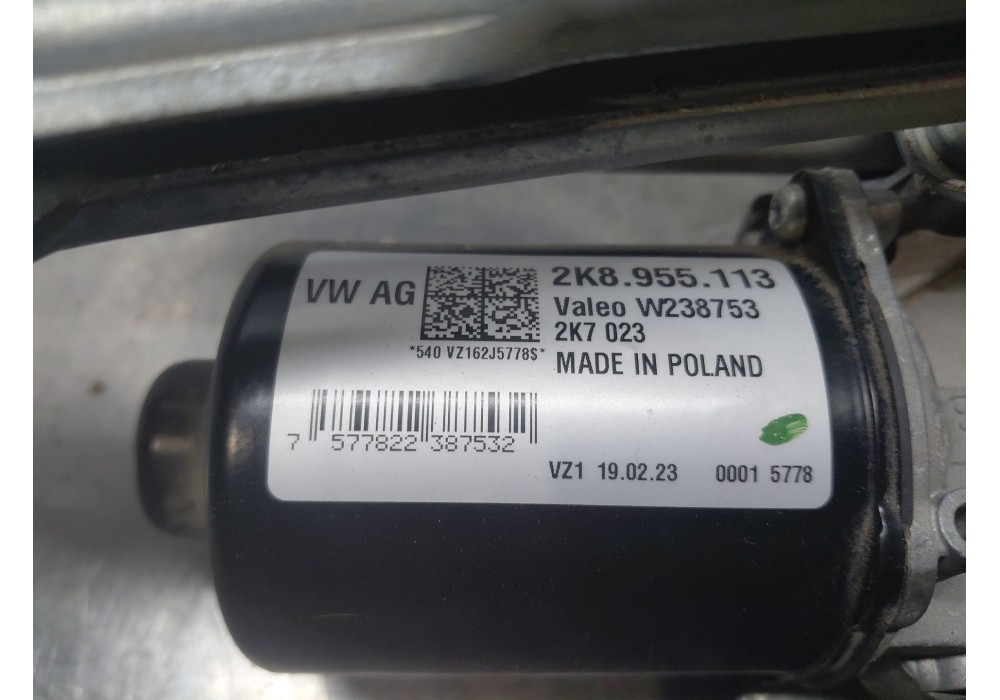 VW AG
2K8.955.113
Valeo W238753
2K7 023
*540 VZ162J5778$*
MADE IN POLAND
7 577822 387532
VZ1 19.02.23 0001 5778